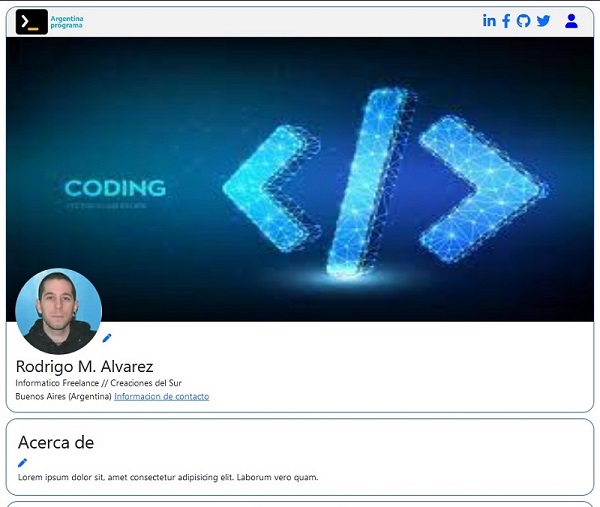 Argentina
programa
CODING
Rodrigo M. Alvarez
Informatico Freelance // Creaciones del Sur
Buenos Aires (Argentina) Informacion de contacto
Acerca de
Lorem ipsum dolor sit, amet consectetur adipisicing elit. Laborum vero quam.